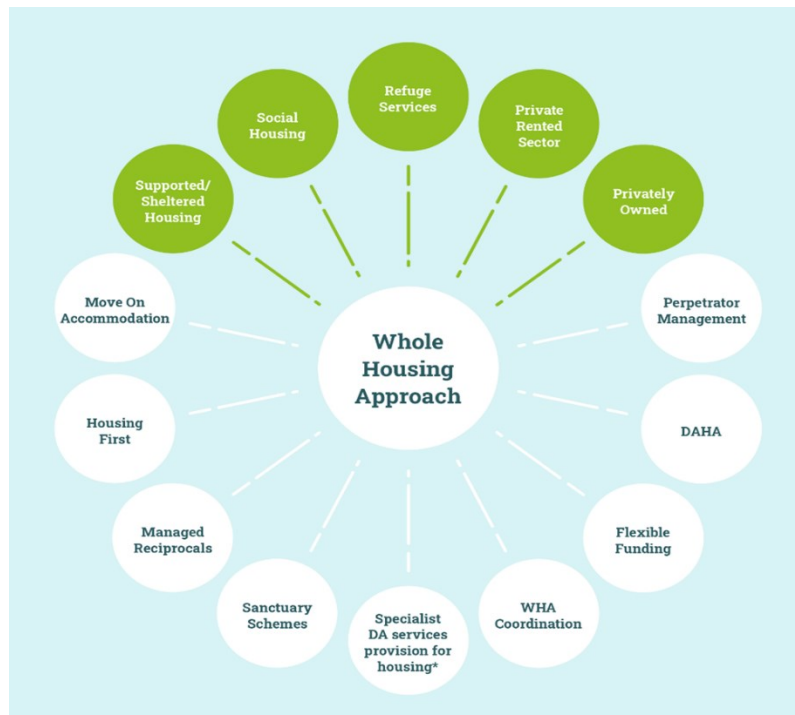 Refuge
Services
Social
Housing
Private
Rented
Sector
Supported/
Sheltered
Housing
Privately
Owned
Move On
Accommodation
Perpetrator
Management
Whole
Housing
Approach
Housing
First
DAHA
Managed
Reciprocals
Flexible
Funding
Sanctuary
Schemes
Specialist
DA services
provision for
housing*
WHA
Coordination